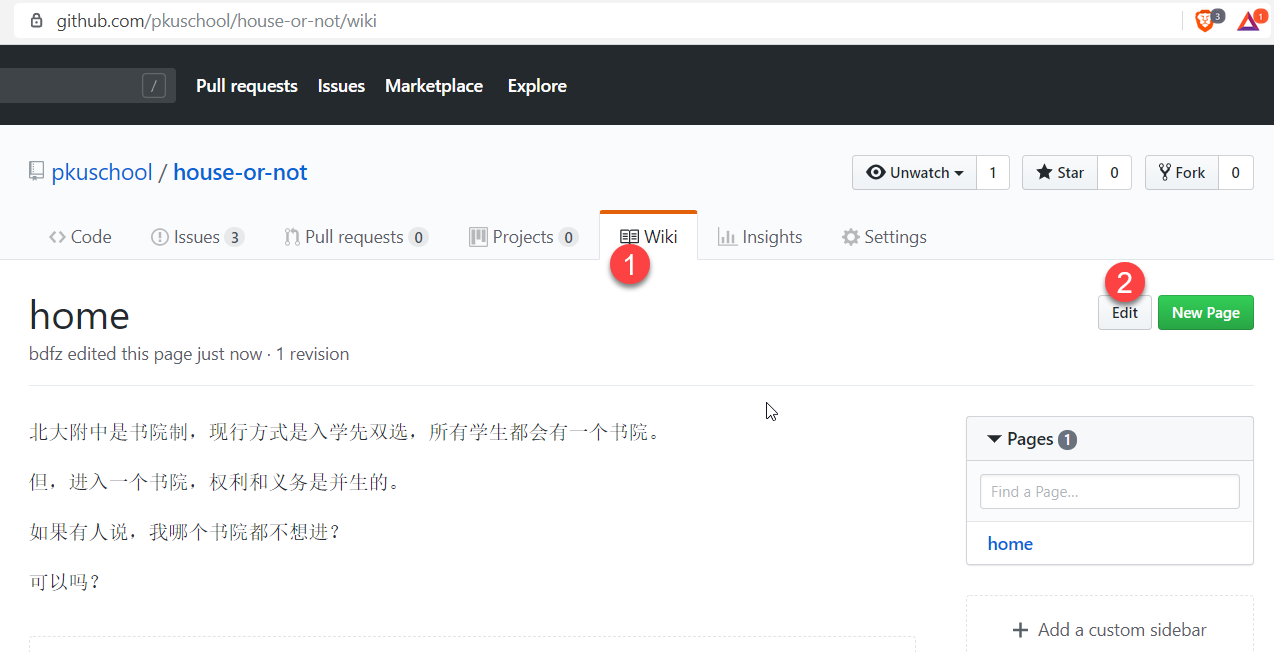 github.com/pkuschool/house-or-not/wiki
3
1
/
Pull requests Issues Marketplace Explore
pkuschool / house-or-not
Unwatch 1 Star 0 Fork 0
Code Issues 3 Pull requests 0 Projects 0 Wiki Insights Settings
1
2
home
Edit New Page
bdfz edited this page just now · 1 revision
北大附中是书院制，现行方式是入学先双选，所有学生都会有一个书院。
但，进入一个书院，权利和义务是并生的。
如果有人说，我哪个书院都不想进？
可以吗？
Pages 1
Find a Page...
home
+ Add a custom sidebar